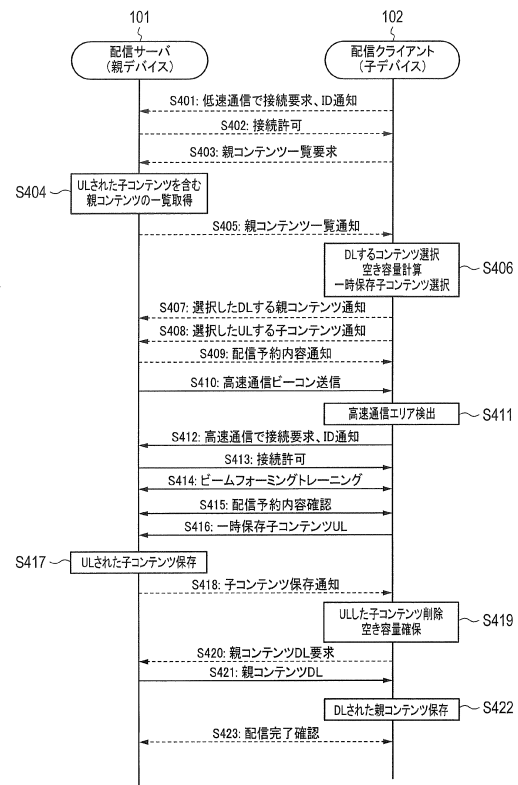 101
102
配信サーバ
(親デバイス)
配信クライアント
(子デバイス)
S401: 低速通信で接続要求、ID通知
S402: 接続許可
S403: 親コンテンツ一覧要求
S404
ULされた子コンテンツを含む
親コンテンツの一覧取得
S405: 親コンテンツ一覧通知
DLするコンテンツ選択
空き容量計算
一時保存子コンテンツ選択
S406
S407: 選択したDLする親コンテンツ通知
S408: 選択したULする子コンテンツ通知
S409: 配信予約内容通知
S410: 高速通信ビーコン送信
高速通信エリア検出
S411
S412: 高速通信で接続要求、ID通知
S413: 接続許可
S414: ビームフォーミングトレーニング
S415: 配信予約内容確認
S416: 一時保存子コンテンツUL
S417
ULされた子コンテンツ保存
S418: 子コンテンツ保存通知
ULした子コンテンツ削除
空き容量確保
S419
S420: 親コンテンツDL要求
S421: 親コンテンツDL
DLされた親コンテンツ保存
S422
S423: 配信完了確認